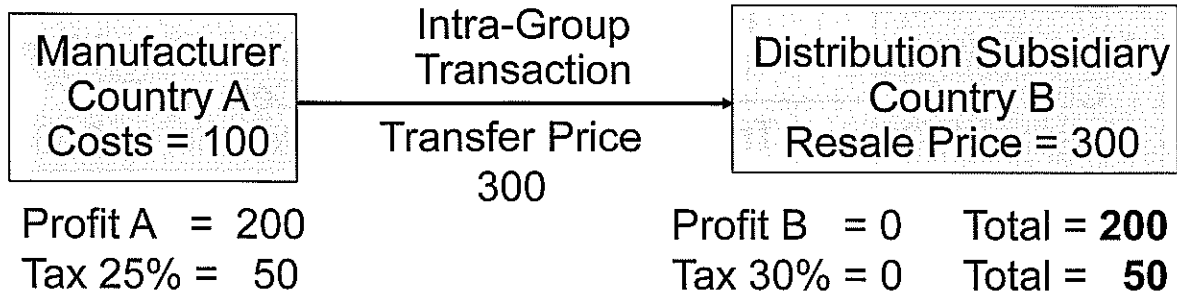 Manufacturer
Country A
Costs = 100
Intra-Group
Transaction
Transfer Price
300
Distribution Subsidiary
Country B
Resale Price = 300
Profit A = 200
Tax 25% = 50
Profit B = 0 Total = 200
Tax 30% = 0 Total = 50